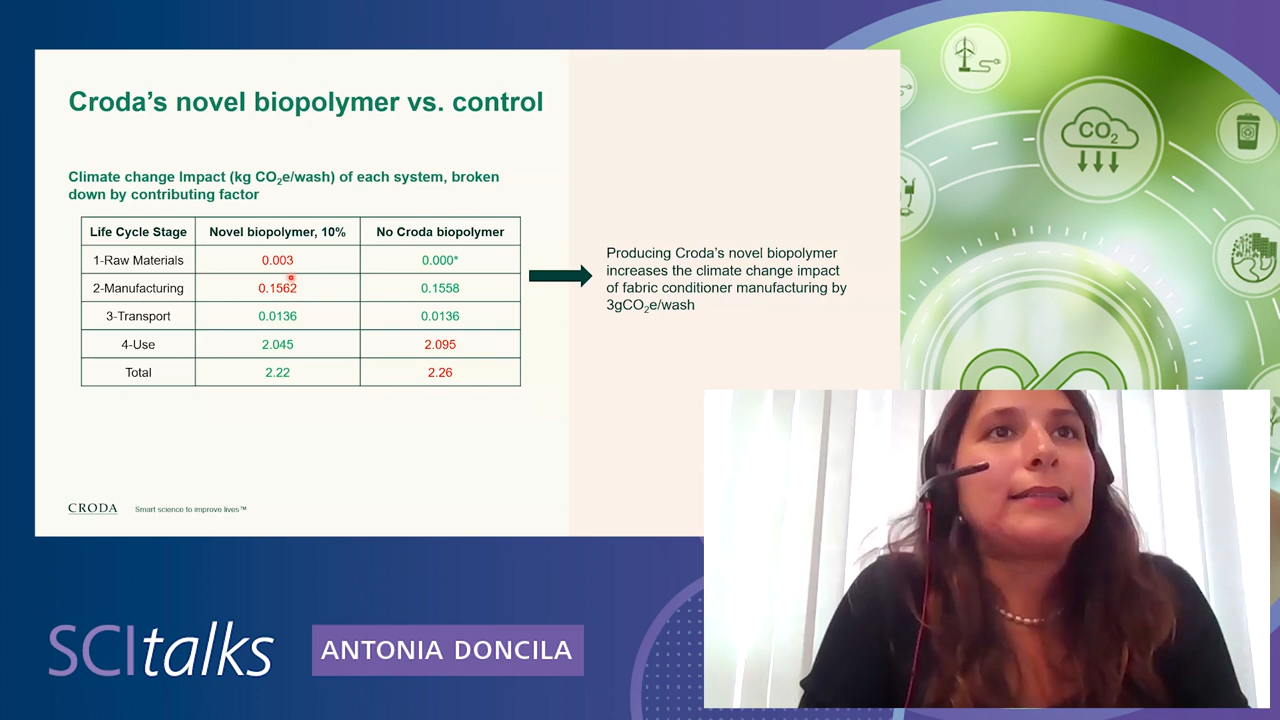 Croda's novel biopolymer vs. control
Climate change Impact (kg CO₂e/wash) of each system, broken
down by contributing factor
Life Cycle Stage Novel biopolymer, 10% No Croda biopolymer
1-Raw Materials 0.003 0.000*
2-Manufacturing 0.1562 0.1558
3-Transport 0.0136 0.0136
4-Use 2.045 2.095
Total 2.22 2.26
Producing Croda's novel biopolymer
increases the climate change impact
of fabric conditioner manufacturing by
3gCO₂e/wash
CRODA Smart science to improve lives™
CO₂
SCItalks
ANTONIA DONCILA